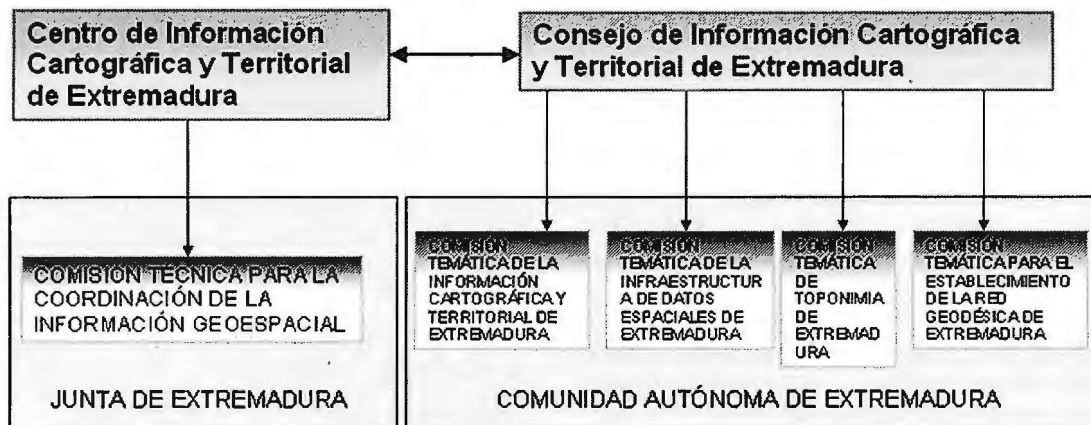 Centro de Información
Cartográfica y Territorial
de Extremadura
Consejo de Información Cartográfica
y Territorial de Extremadura
COMISIÓN TÉCNICA PARA LA
COORDINACIÓN DE LA
INFORMACIÓN GEOESPACIAL
JUNTA DE EXTREMADURA
COMISIÓN
TEMÁTICA DE LA
INFORMACIÓN
CARTOGRÁFICA Y
TERRITORIAL DE
EXTREMADURA
COMISIÓN
TEMÁTICA DE LA
INFRAESTRUCTUR
A DE DATOS
ESPACIALES DE
EXTREMADURA
COMISIÓN
TEMÁTICA
DE
TOPONIMIA
DE
EXTREMAD
URA
COMISIÓN
TEMÁTICA PARA EL
ESTABLECIMIENTO
DE LA RED
GEODÉSICA DE
EXTREMADURA
COMUNIDAD AUTÓNOMA DE EXTREMADURA